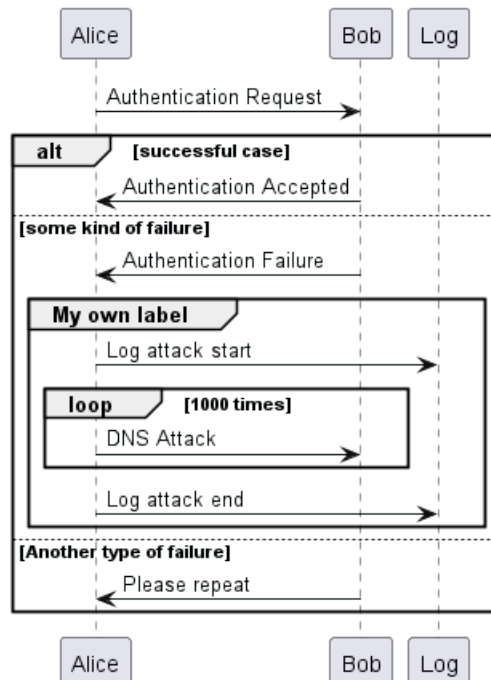 Alice Bob Log
Authentication Request
alt [successful case]
Authentication Accepted
[some kind of failure]
Authentication Failure
My own label
Log attack start
loop [1000 times]
DNS Attack
Log attack end
[Another type of failure]
Please repeat
Alice Bob Log